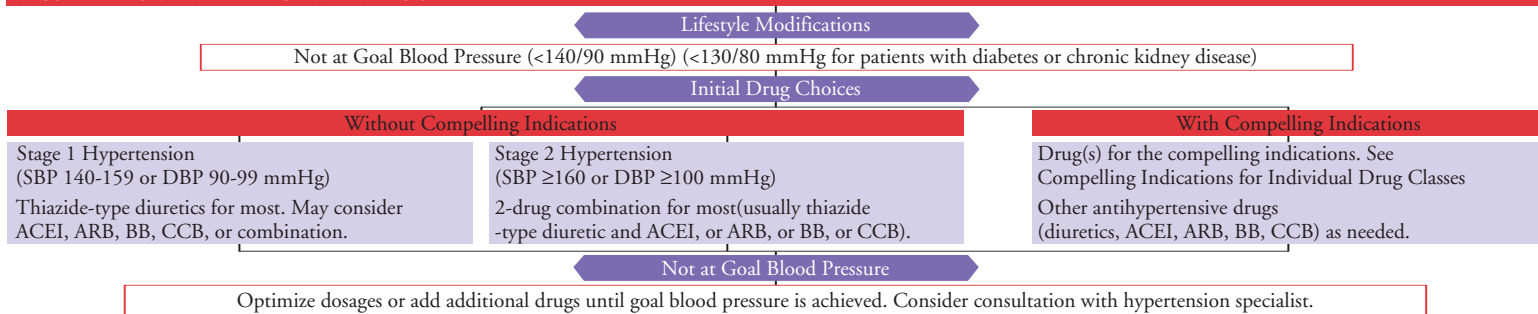 Lifestyle Modifications
Not at Goal Blood Pressure (<140/90 mmHg) (<130/80 mmHg for patients with diabetes or chronic kidney disease)
Initial Drug Choices
Without Compelling Indications
Stage 1 Hypertension
(SBP 140-159 or DBP 90-99 mmHg)
Thiazide-type diuretics for most. May consider
ACEI, ARB, BB, CCB, or combination.
Stage 2 Hypertension
(SBP ≥160 or DBP ≥100 mmHg)
2-drug combination for most(usually thiazide
-type diuretic and ACEI, or ARB, or BB, or CCB).
With Compelling Indications
Drug(s) for the compelling indications. See
Compelling Indications for Individual Drug Classes
Other antihypertensive drugs
(diuretics, ACEI, ARB, BB, CCB) as needed.
Not at Goal Blood Pressure
Optimize dosages or add additional drugs until goal blood pressure is achieved. Consider consultation with hypertension specialist.